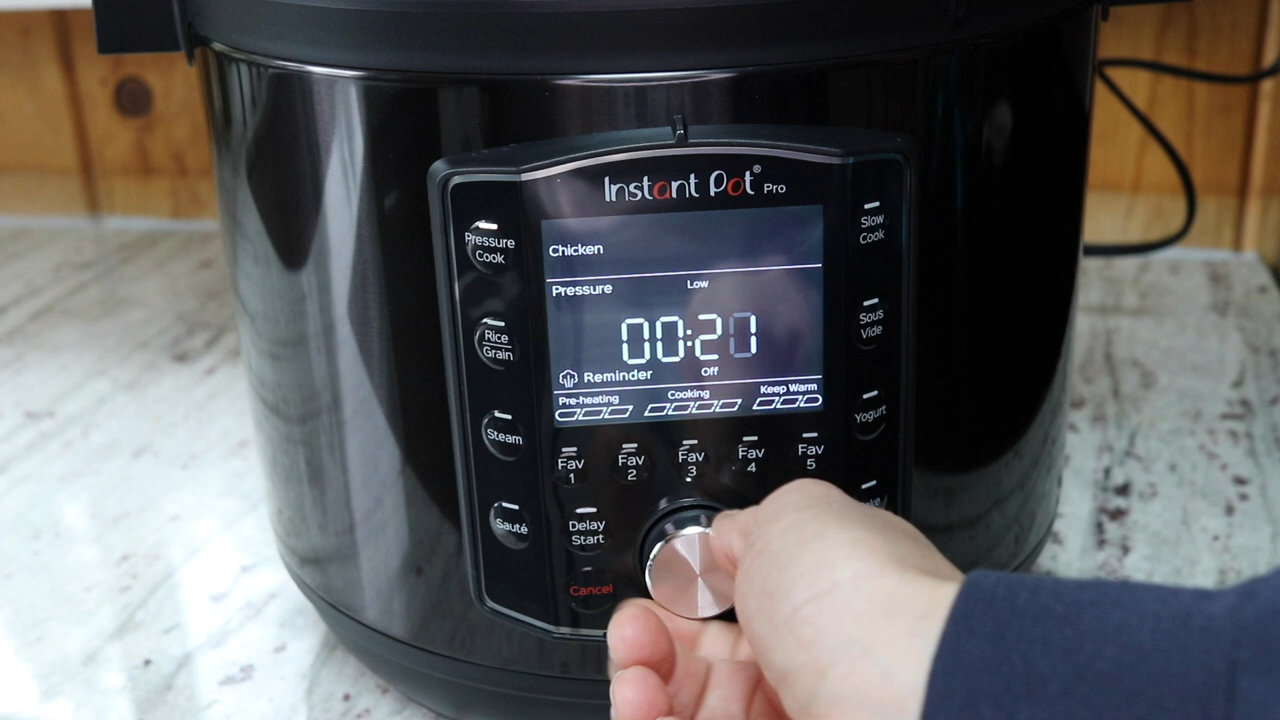 Instant Pot® Pro
Pressure
Cook
Rice
Grain
Steam
Sauté
Chicken
Pressure
Low
00:21
Reminder
Off
Pre-heating
Cooking
Keep Warm
Slow
Cook
Sous
Vide
Yogurt
Fav
1
Fav
2
Fav
3
Fav
4
Fav
5
Delay
Start
Cancel